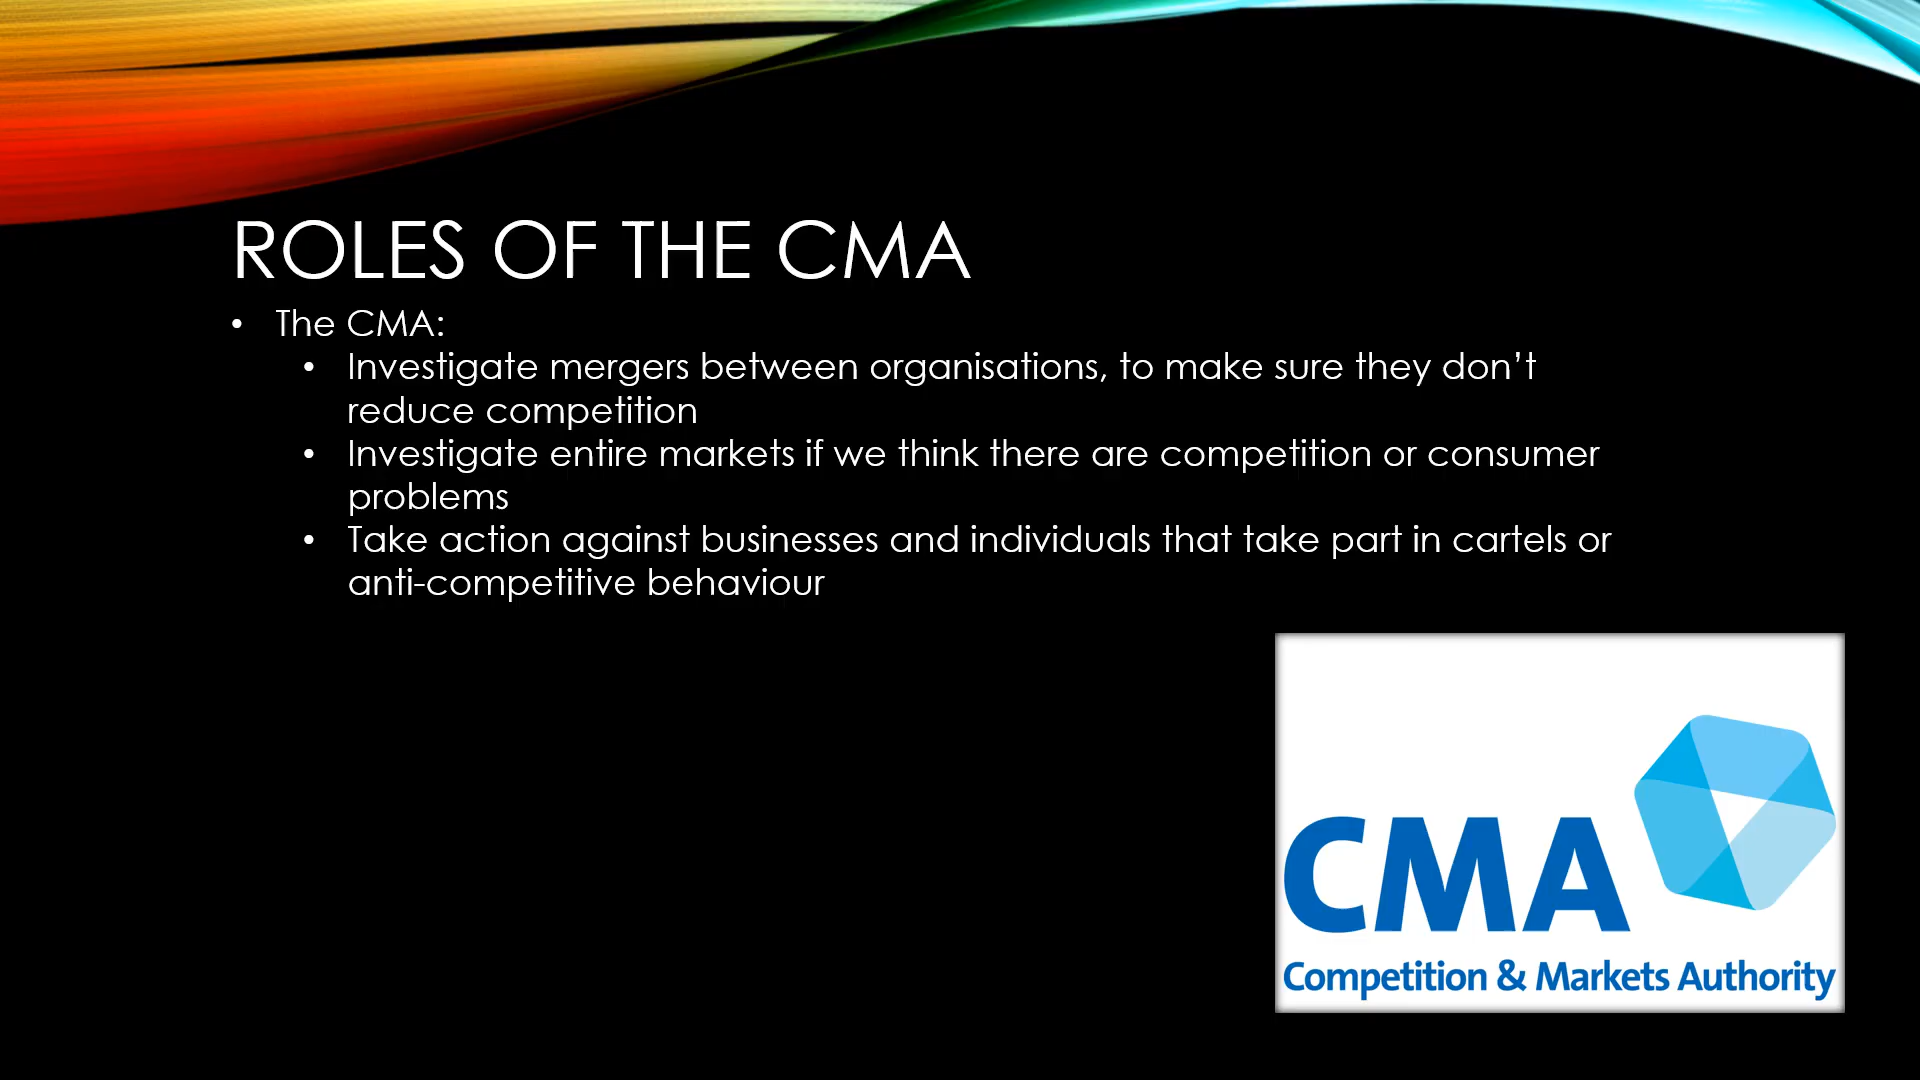 ROLES OF THE CMA
• The CMA:
• Investigate mergers between organisations, to make sure they don’t
reduce competition
• Investigate entire markets if we think there are competition or consumer
problems
• Take action against businesses and individuals that take part in cartels or
anti-competitive behaviour
CMA
Competition & Markets Authority